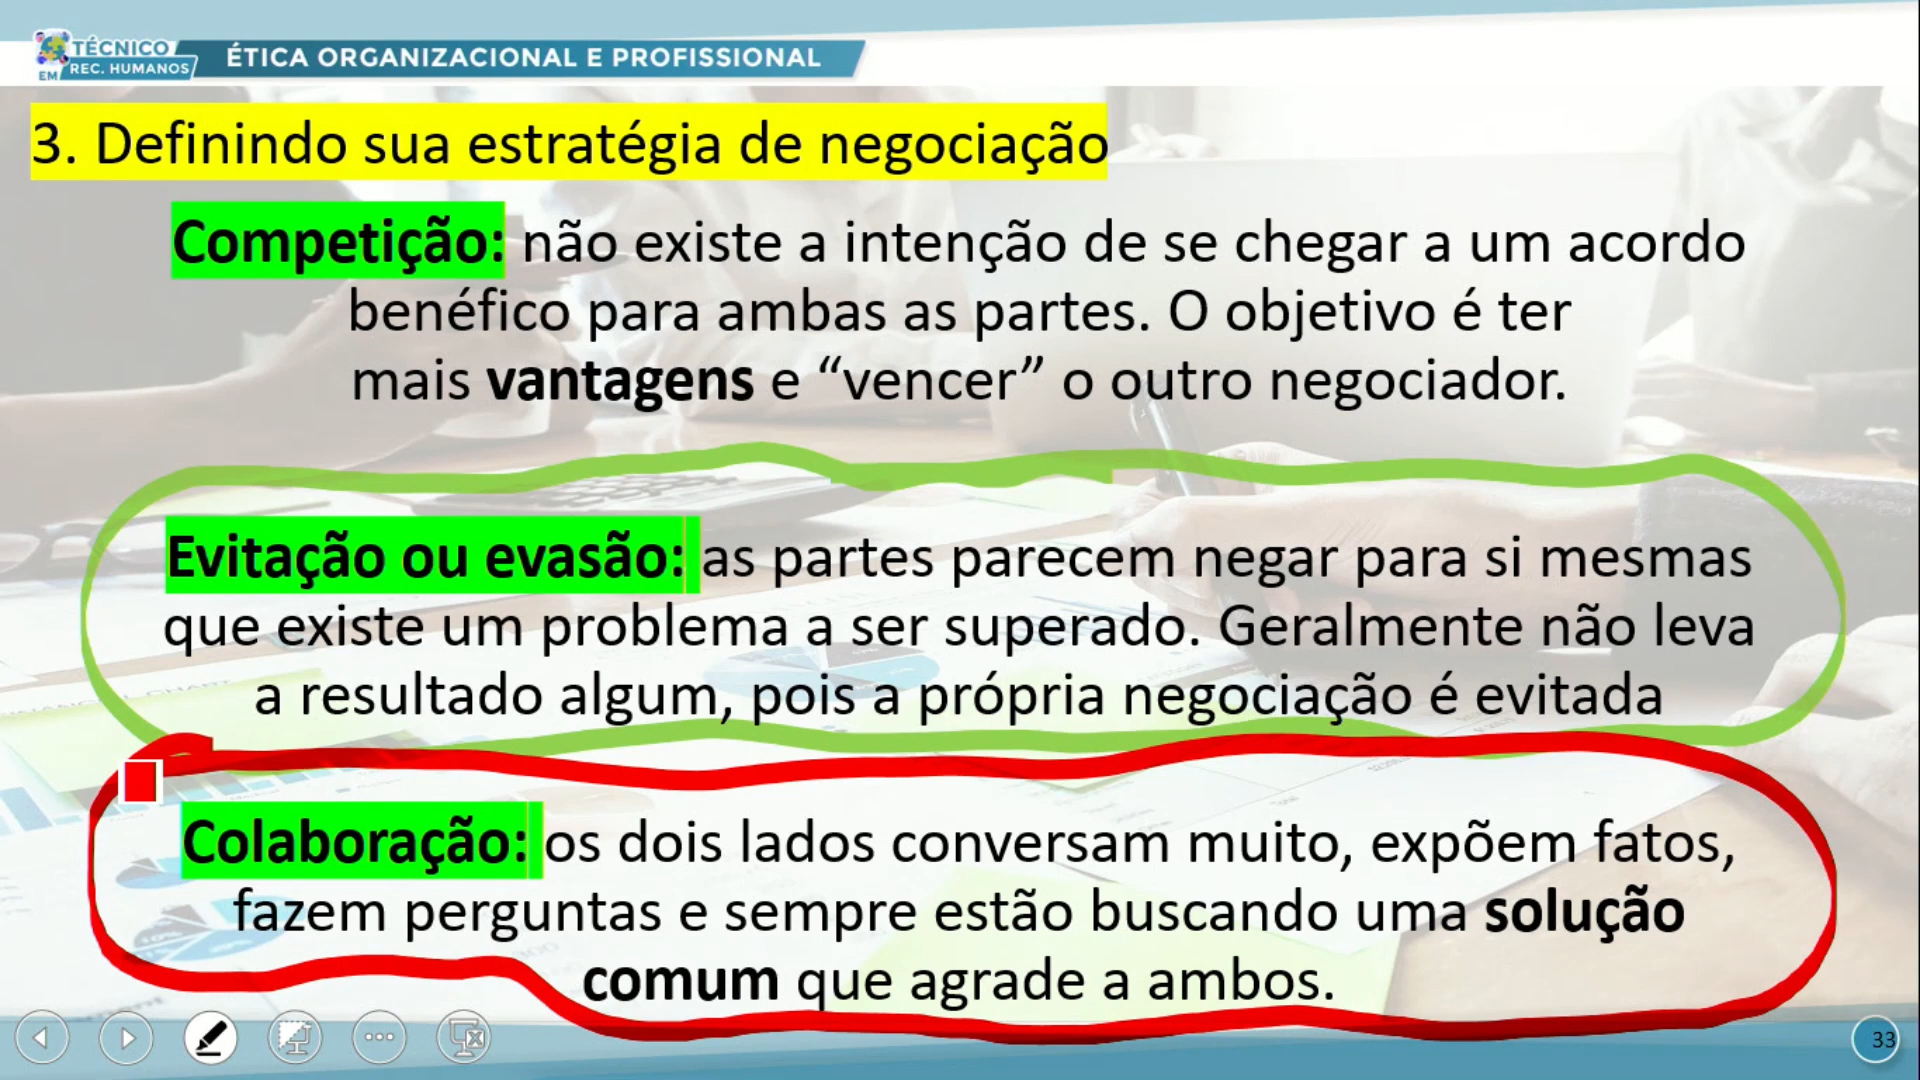 TÉCNICO
EM REC. HUMANOS
ÉTICA ORGANIZACIONAL E PROFISSIONAL
3. Definindo sua estratégia de negociação
Competição: não existe a intenção de se chegar a um acordo
benéfico para ambas as partes. O objetivo é ter
mais vantagens e “vencer” o outro negociador.
Evitação ou evasão: as partes parecem negar para si mesmas
que existe um problema a ser superado. Geralmente não leva
a resultado algum, pois a própria negociação é evitada
Colaboração: os dois lados conversam muito, expõem fatos,
fazem perguntas e sempre estão buscando uma solução
comum que agrade a ambos.
33